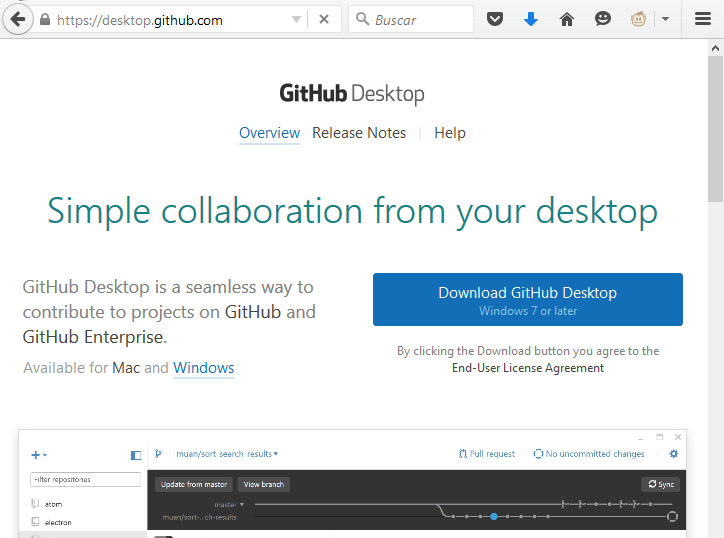 https://desktop.github.com
Buscar
GitHub Desktop
Overview Release Notes | Help
Simple collaboration from your desktop
GitHub Desktop is a seamless way to
contribute to projects on GitHub and
GitHub Enterprise.
Available for Mac and Windows
Download GitHub Desktop
Windows 7 or later
By clicking the Download button you agree to the
End-User License Agreement
muan/sort search results
Pull request
No uncommitted changes
Filter repositories
Update from master
View branch
Sync
atom
master
electron
muan/sort-...ch-results